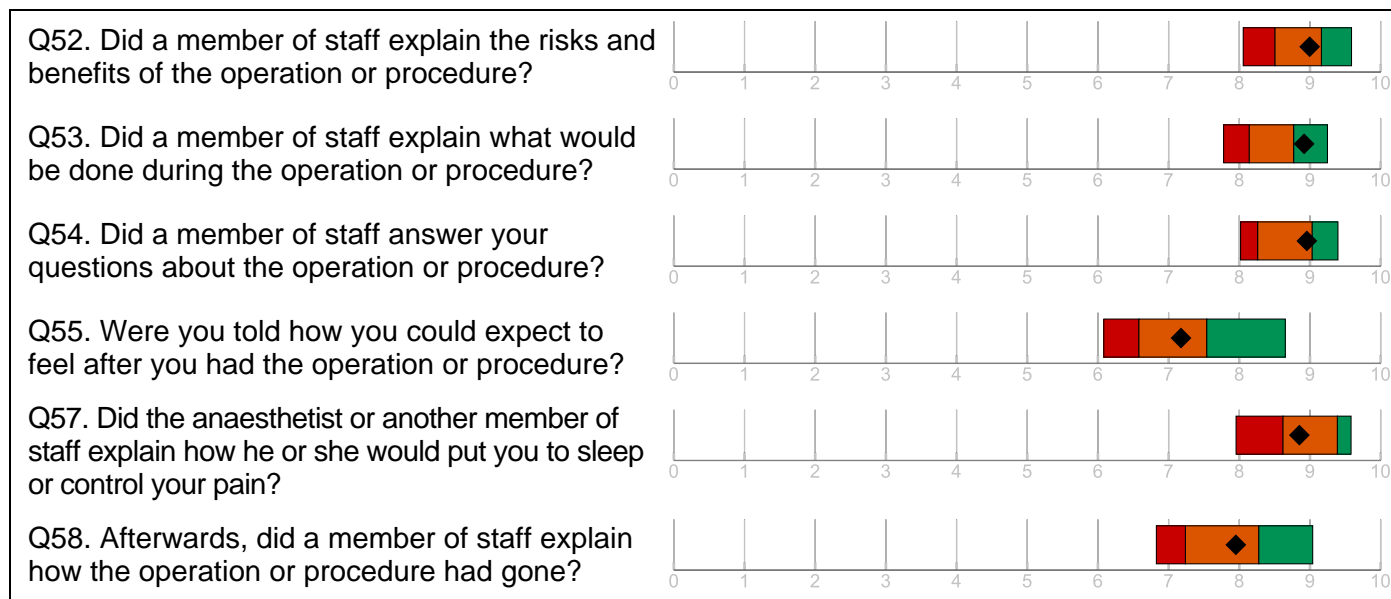 Q52. Did a member of staff explain the risks and
benefits of the operation or procedure?
0 1 2 3 4 5 6 7 8 9 10
Q53. Did a member of staff explain what would
be done during the operation or procedure?
0 1 2 3 4 5 6 7 8 9 10
Q54. Did a member of staff answer your
questions about the operation or procedure?
0 1 2 3 4 5 6 7 8 9 10
Q55. Were you told how you could expect to
feel after you had the operation or procedure?
0 1 2 3 4 5 6 7 8 9 10
Q57. Did the anaesthetist or another member of
staff explain how he or she would put you to sleep
or control your pain?
0 1 2 3 4 5 6 7 8 9 10
Q58. Afterwards, did a member of staff explain
how the operation or procedure had gone?
0 1 2 3 4 5 6 7 8 9 10